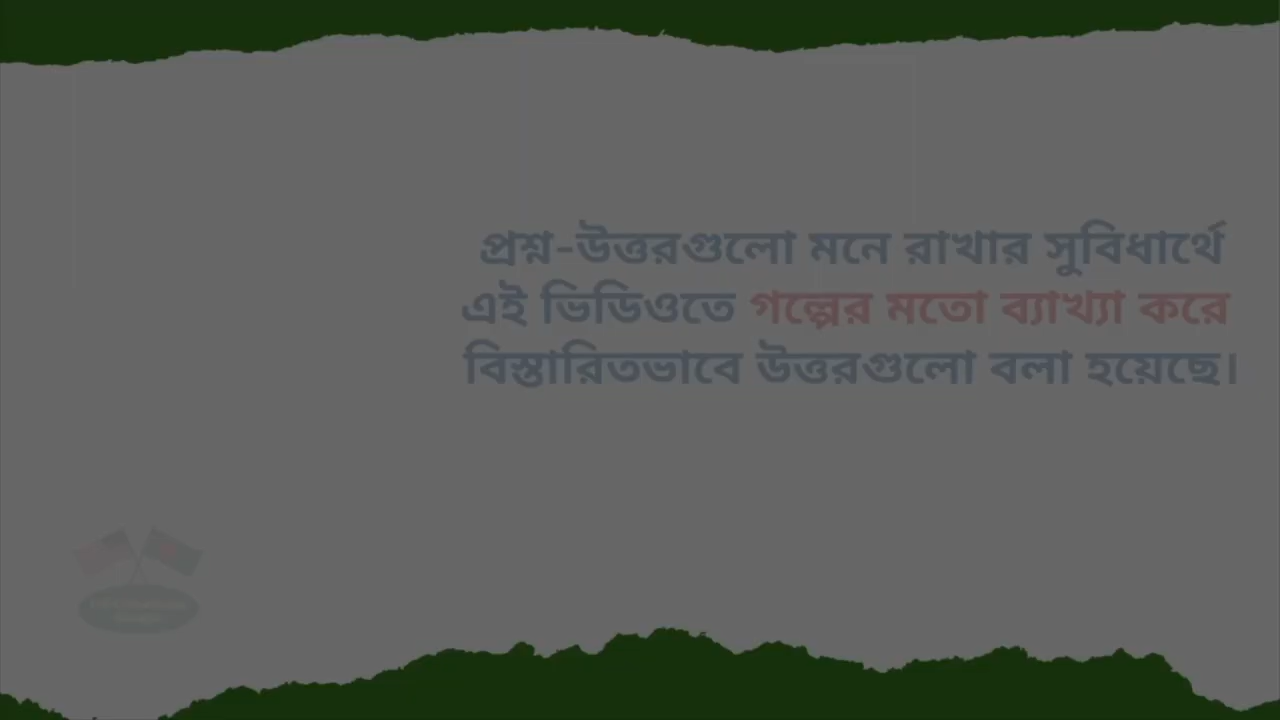 প্রশ্ন-উত্তরগুলো মনে রাখার সুবিধার্থে
এই ভিডিওতে গল্পের মতো ব্যাখ্যা করে
বিস্তারিতভাবে উত্তরগুলো বলা হয়েছে।